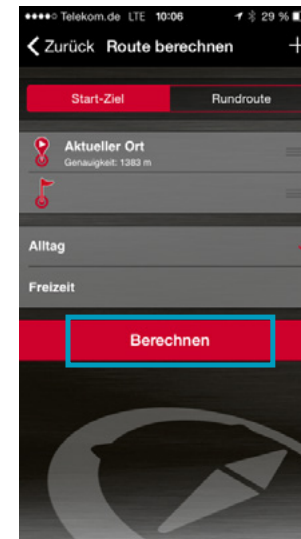 Telekom.de LTE 10:06 29 %
Zurück Route berechnen +
Start-Ziel Rundroute
Aktueller Ort
Genauigkeit: 1383 m
Alltag
Freizeit
Berechnen